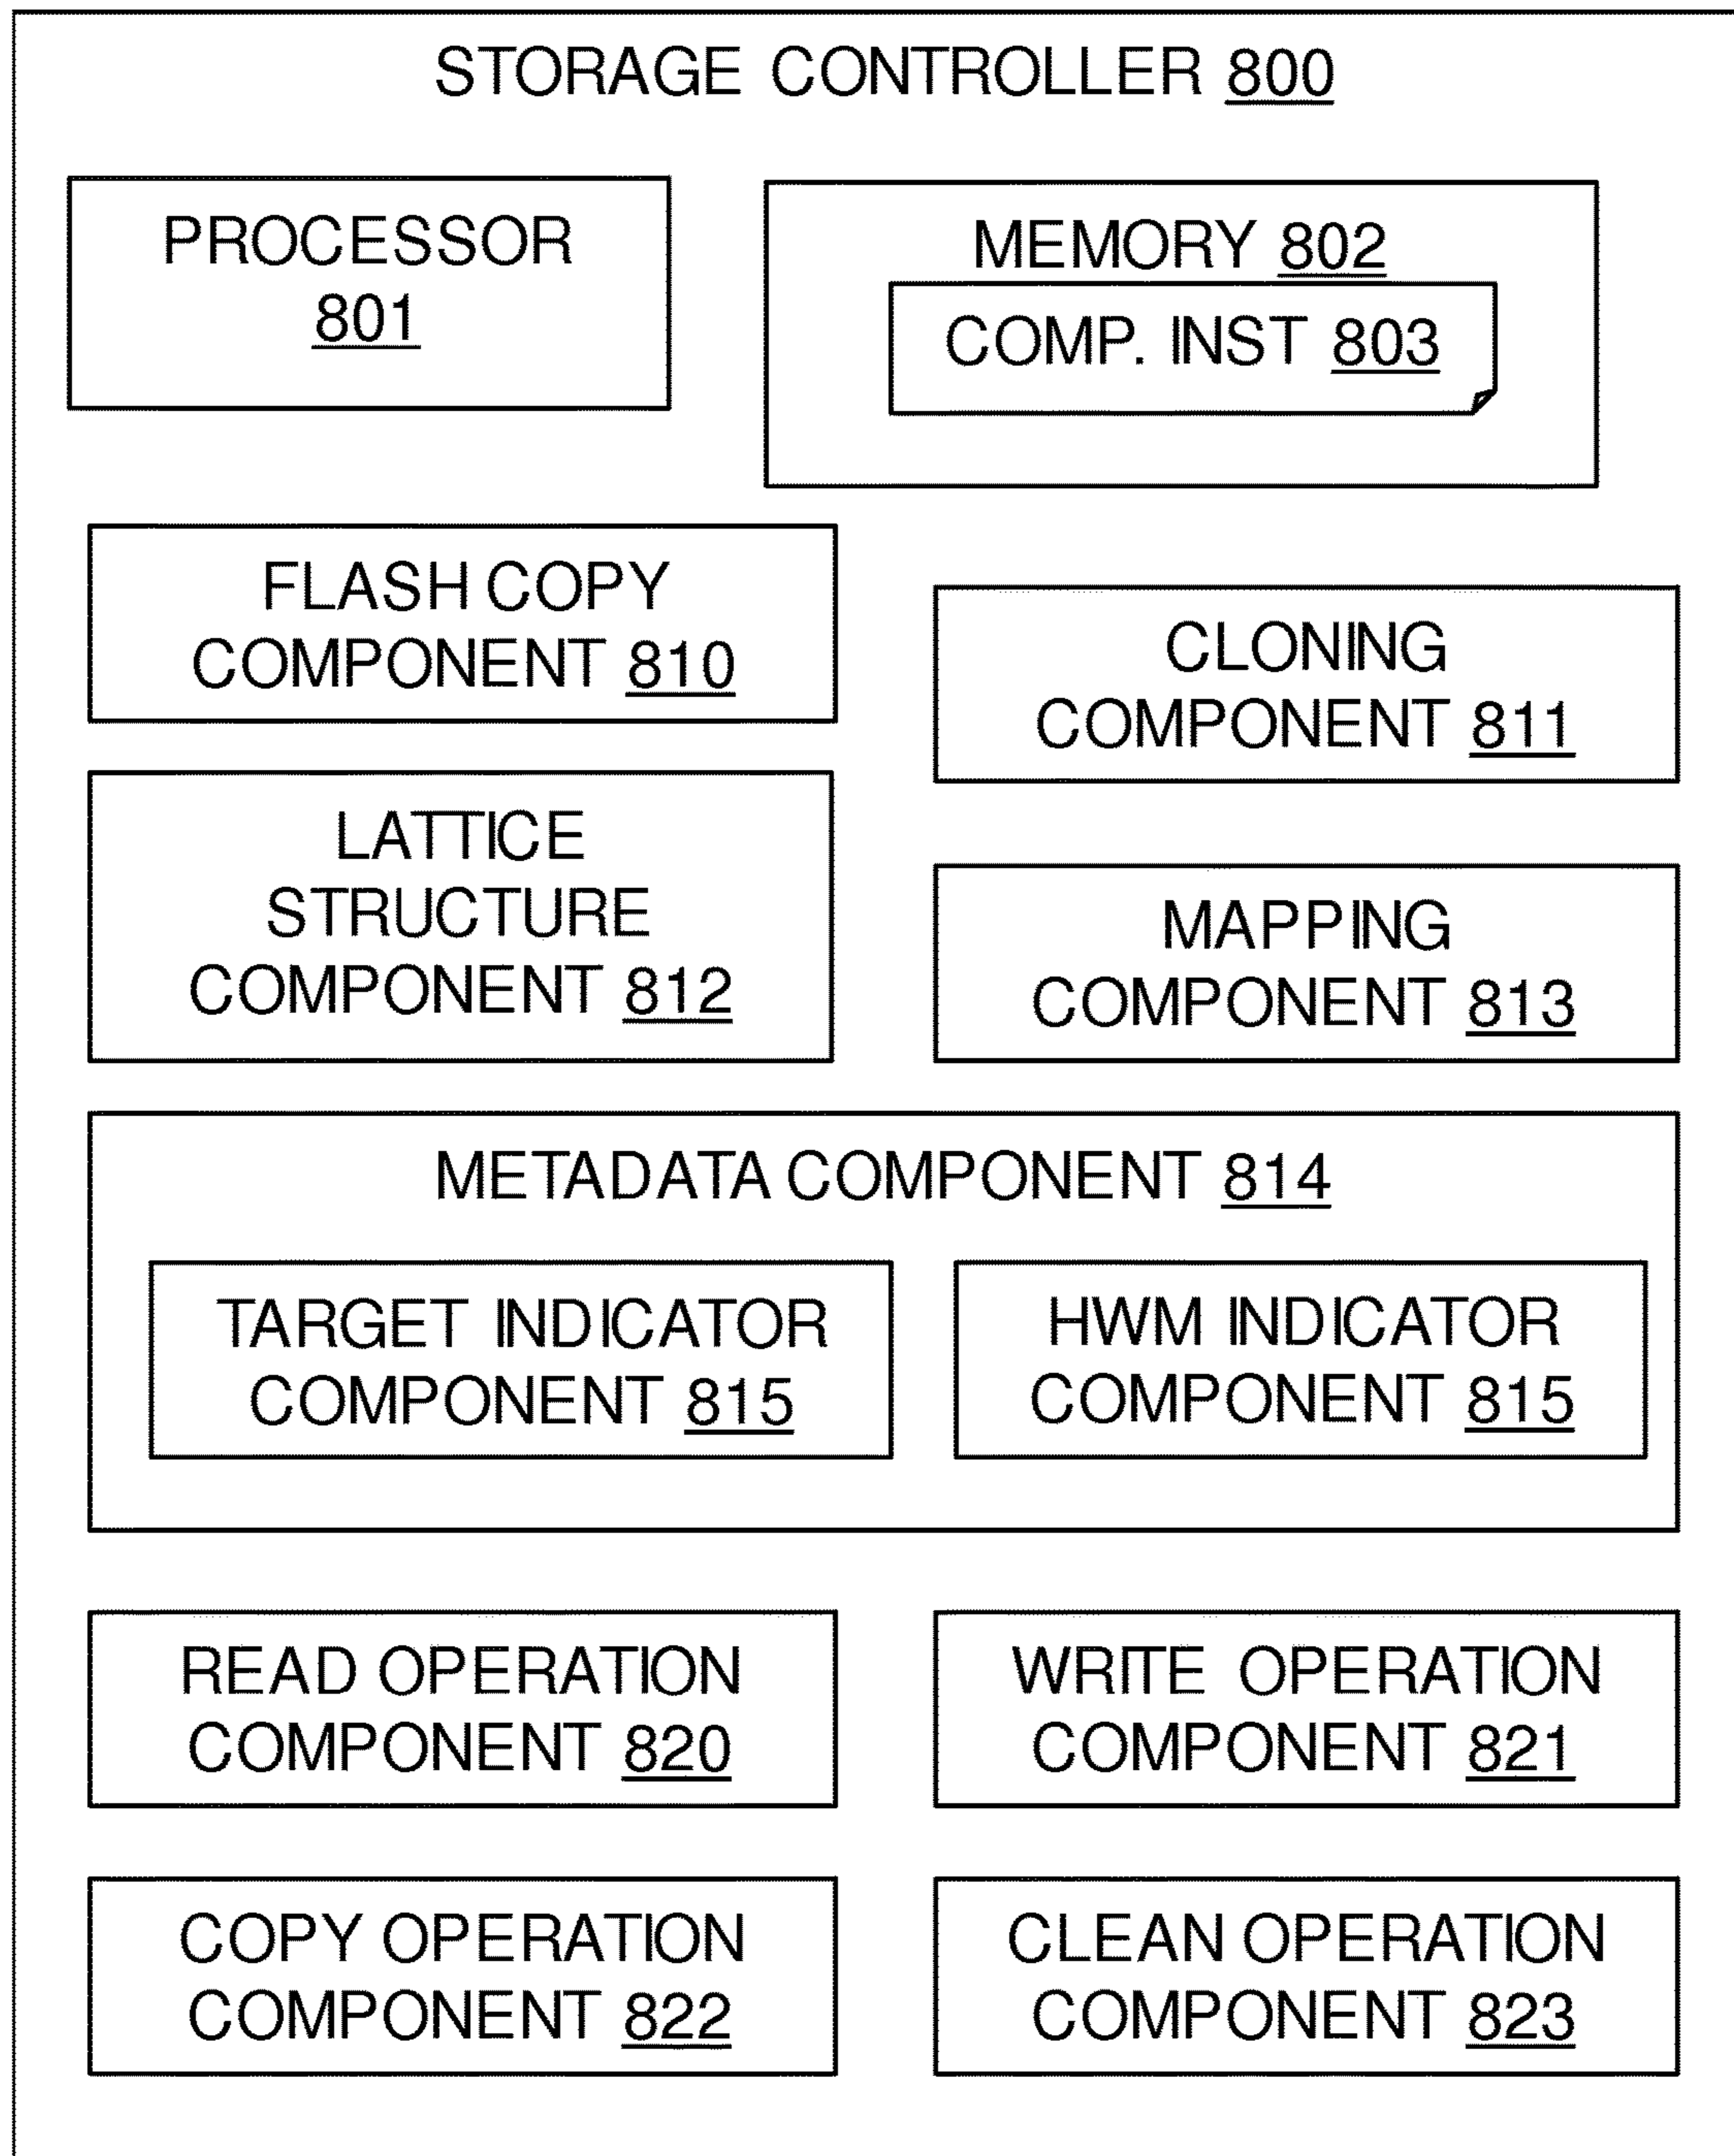 STORAGE CONTROLLER 800
PROCESSOR
801
MEMORY 802
COMP. INST 803
FLASH COPY
COMPONENT 810
CLONING
COMPONENT 811
LATTICE
STRUCTURE
COMPONENT 812
MAPPING
COMPONENT 813
METADATA COMPONENT 814
TARGET INDICATOR
COMPONENT 815
HWM INDICATOR
COMPONENT 815
READ OPERATION
COMPONENT 820
WRITE OPERATION
COMPONENT 821
COPY OPERATION
COMPONENT 822
CLEAN OPERATION
COMPONENT 823